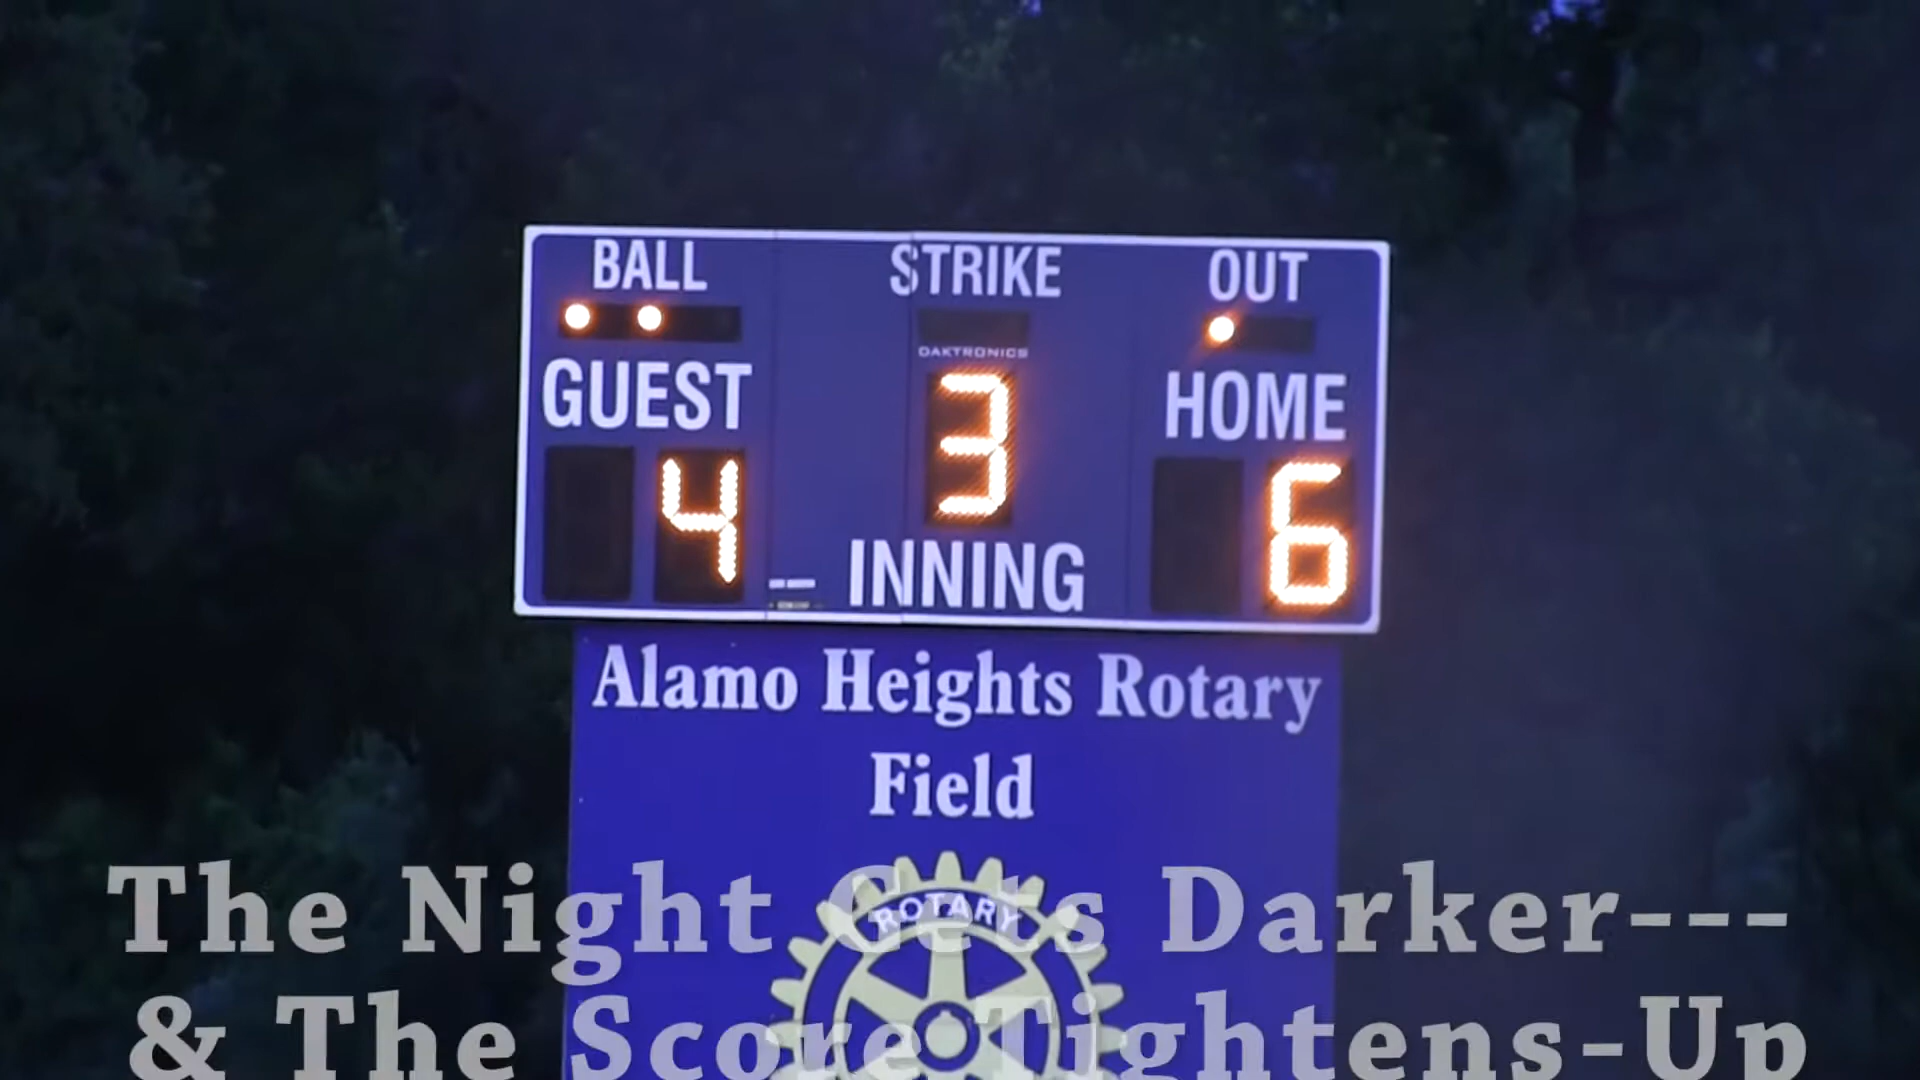 BALL STRIKE OUT
DAKTRONICS
GUEST 3 HOME
4 6
INNING
Alamo Heights Rotary
Field
ROTARY
The Night Gets Darker---
& The Score Tightens-Up